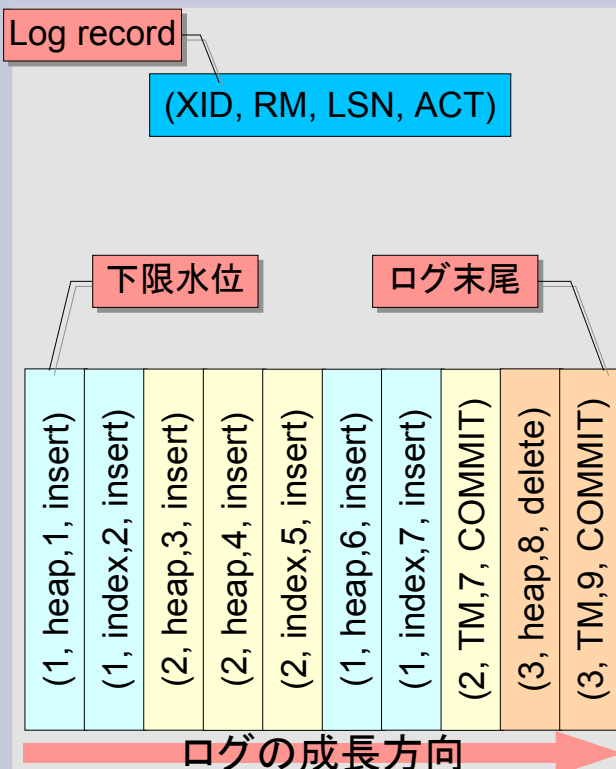 Log record
(XID, RM, LSN, ACT)
下限水位
ログ末尾
(1, heap,1, insert)
(1, index,2, insert)
(2, heap,3, insert)
(2, heap,4, insert)
(2, index,5, insert)
(1, heap,6, insert)
(1, index,7, insert)
(2, TM,7, COMMIT)
(3, heap,8, delete)
(3, TM,9, COMMIT)
ログの成長方向